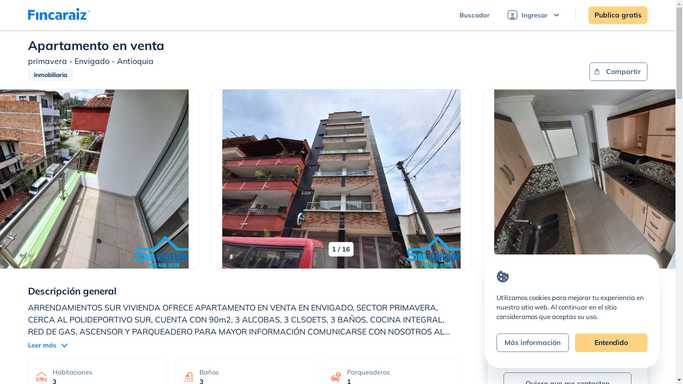 Fincaraiz
Buscador
Ingresar
Publica gratis
Apartamento en venta
primavera - Envigado - Antioquia
Inmobiliaria
Compartir
1 / 16
Descripción general
ARRENDAMIENTOS SUR VIVIENDA OFRECE APARTAMENTO EN VENTA EN ENVIGADO, SECTOR PRIMAVERA,
CERCA AL POLIDEPORTIVO SUR, CUENTA CON 90m2, 3 ALCOBAS, 3 CLSOETS, 3 BAÑOS, COCINA INTEGRAL,
RED DE GAS, ASCENSOR Y PARQUEADERO PARA MAYOR INFORMACIÓN COMUNICARSE CON NOSOTROS AL...
Leer más
Habitaciones
3
Baños
3
Parqueaderos
1
Utilizamos cookies para mejorar tu experiencia en
nuestro sitio web. Al continuar en el sitio
consideramos que aceptas su uso.
Más información
Entendido
Quiero que me contacten